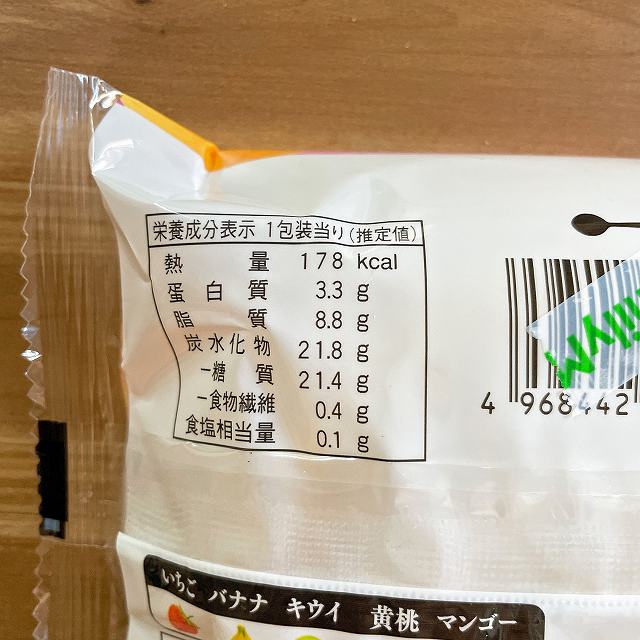 栄養成分表示 1包装当り(推定値)
熱量 178 kcal
蛋白質 3.3 g
脂質 8.8 g
炭水化物 21.8 g
-糖質 21.4 g
-食物繊維 0.4 g
食塩相当量 0.1 g
4 968442
いちご バナナ キウイ 黄桃 マンゴー